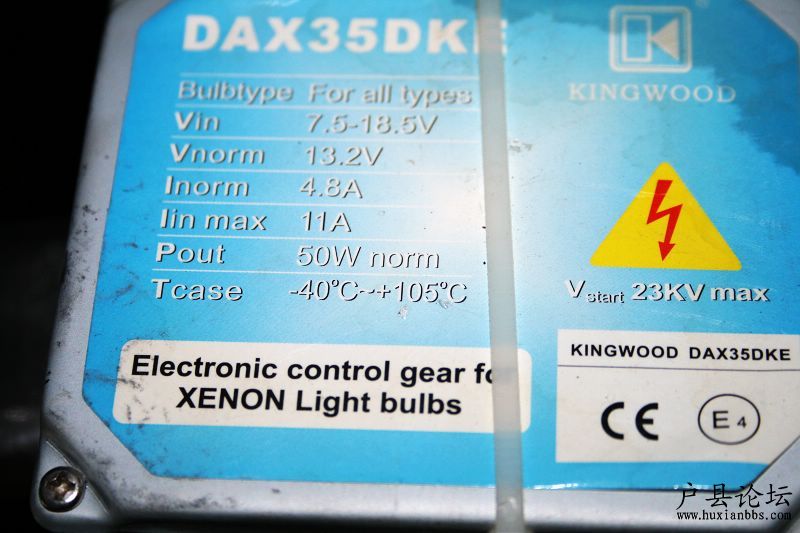 DAX35DKE
KINGWOOD
Bulbtype For all types
Vin 7.5-18.5V
Vnorm 13.2V
Inorm 4.8A
Iin max 11A
Pout 50W norm
Tcase -40°C~+105°C
Vstart 23KV max
Electronic control gear for
XENON Light bulbs
KINGWOOD DAX35DKE
CE E4
户县论坛
www.huxianbbs.com